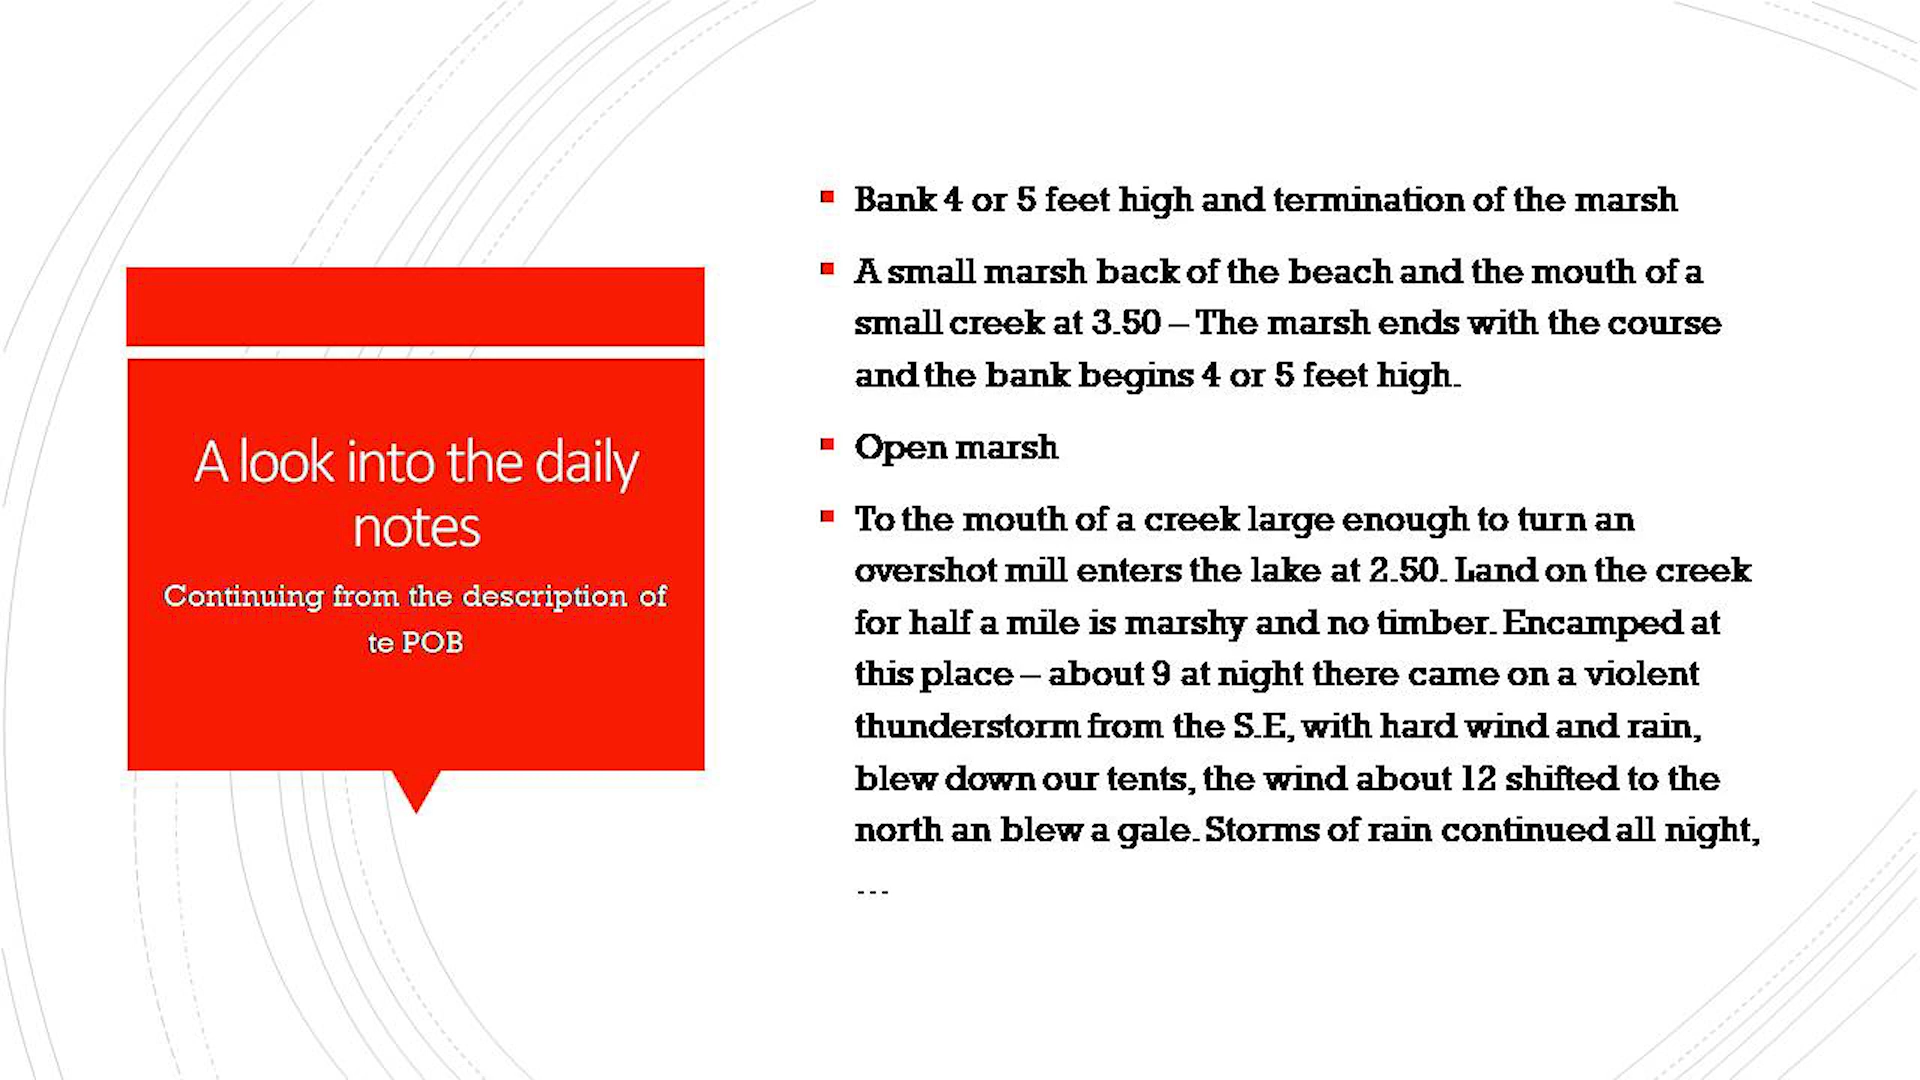 A look into the daily
notes
Continuing from the description of
te POB
Bank 4 or 5 feet high and termination of the marsh
A small marsh back of the beach and the mouth of a
small creek at 3.50 – The marsh ends with the course
and the bank begins 4 or 5 feet high.
Open marsh
To the mouth of a creek large enough to turn an
overshot mill enters the lake at 2.50. Land on the creek
for half a mile is marshy and no timber. Encamped at
this place – about 9 at night there came on a violent
thunderstorm from the S.E, with hard wind and rain,
blew down our tents, the wind about 12 shifted to the
north an blew a gale. Storms of rain continued all night,
---